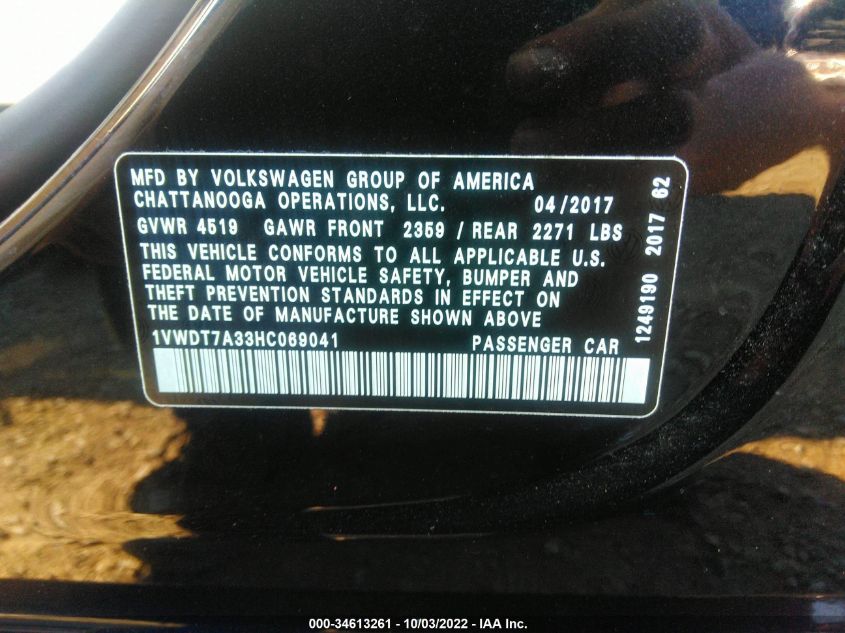 MFD BY VOLKSWAGEN GROUP OF AMERICA
CHATTANOOGA OPERATIONS, LLC. 04/2017
GVWR 4519 GAWR FRONT 2359 / REAR 2271 LBS
THIS VEHICLE CONFORMS TO ALL APPLICABLE U.S.
FEDERAL MOTOR VEHICLE SAFETY, BUMPER AND
THEFT PREVENTION STANDARDS IN EFFECT ON
THE DATE OF MANUFACTURE SHOWN ABOVE
1VWDT7A33HC069041 PASSENGER CAR
1249190 2017 62
000-34613261 - 10/03/2022 - IAA Inc.